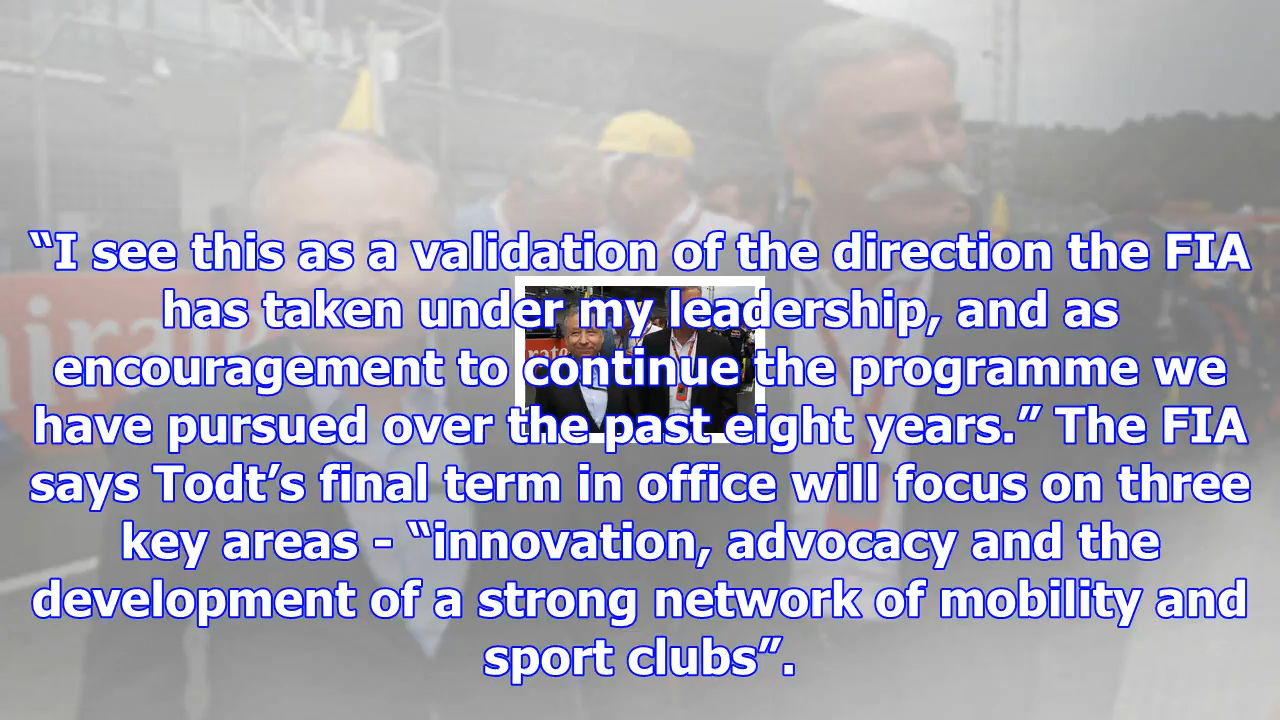 “I see this as a validation of the direction the FIA
has taken under my leadership, and as
encouragement to continue the programme we
have pursued over the past eight years.” The FIA
says Todt’s final term in office will focus on three
key areas - “innovation, advocacy and the
development of a strong network of mobility and
sport clubs”.